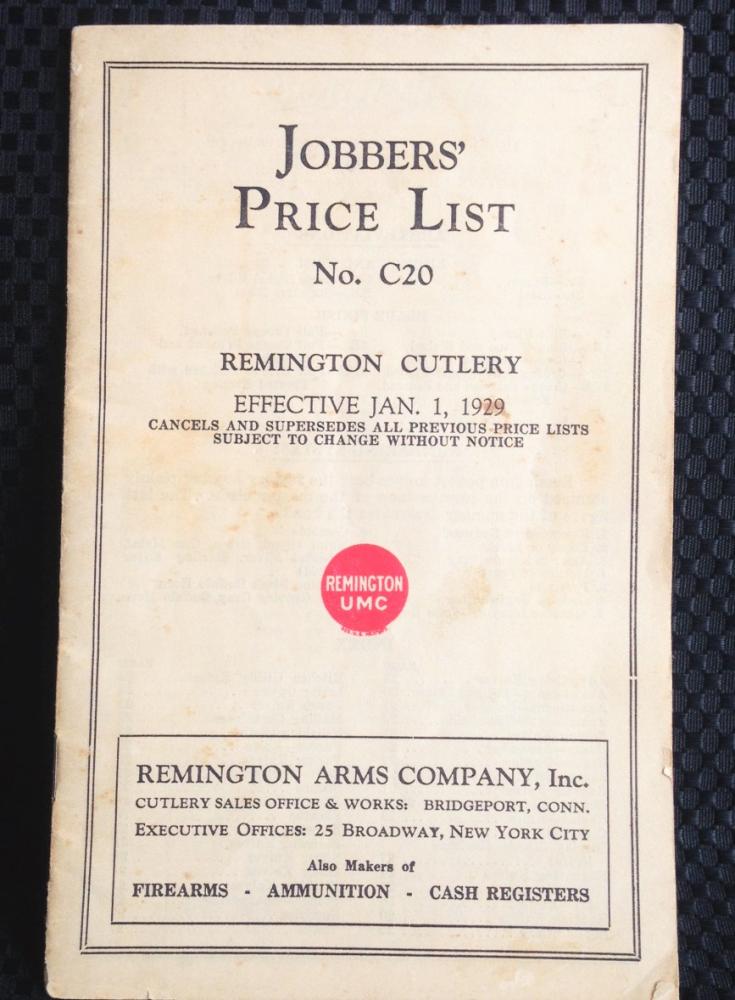 JOBBERS'
PRICE LIST
No. C20
REMINGTON CUTLERY
EFFECTIVE JAN. 1, 1929
CANCELS AND SUPERSEDES ALL PREVIOUS PRICE LISTS
SUBJECT TO CHANGE WITHOUT NOTICE
REMINGTON
UMC
REMINGTON ARMS COMPANY, Inc.
CUTLERY SALES OFFICE & WORKS: BRIDGEPORT, CONN.
EXECUTIVE OFFICES: 25 BROADWAY, NEW YORK CITY
Also Makers of
FIREARMS - AMMUNITION - CASH REGISTERS